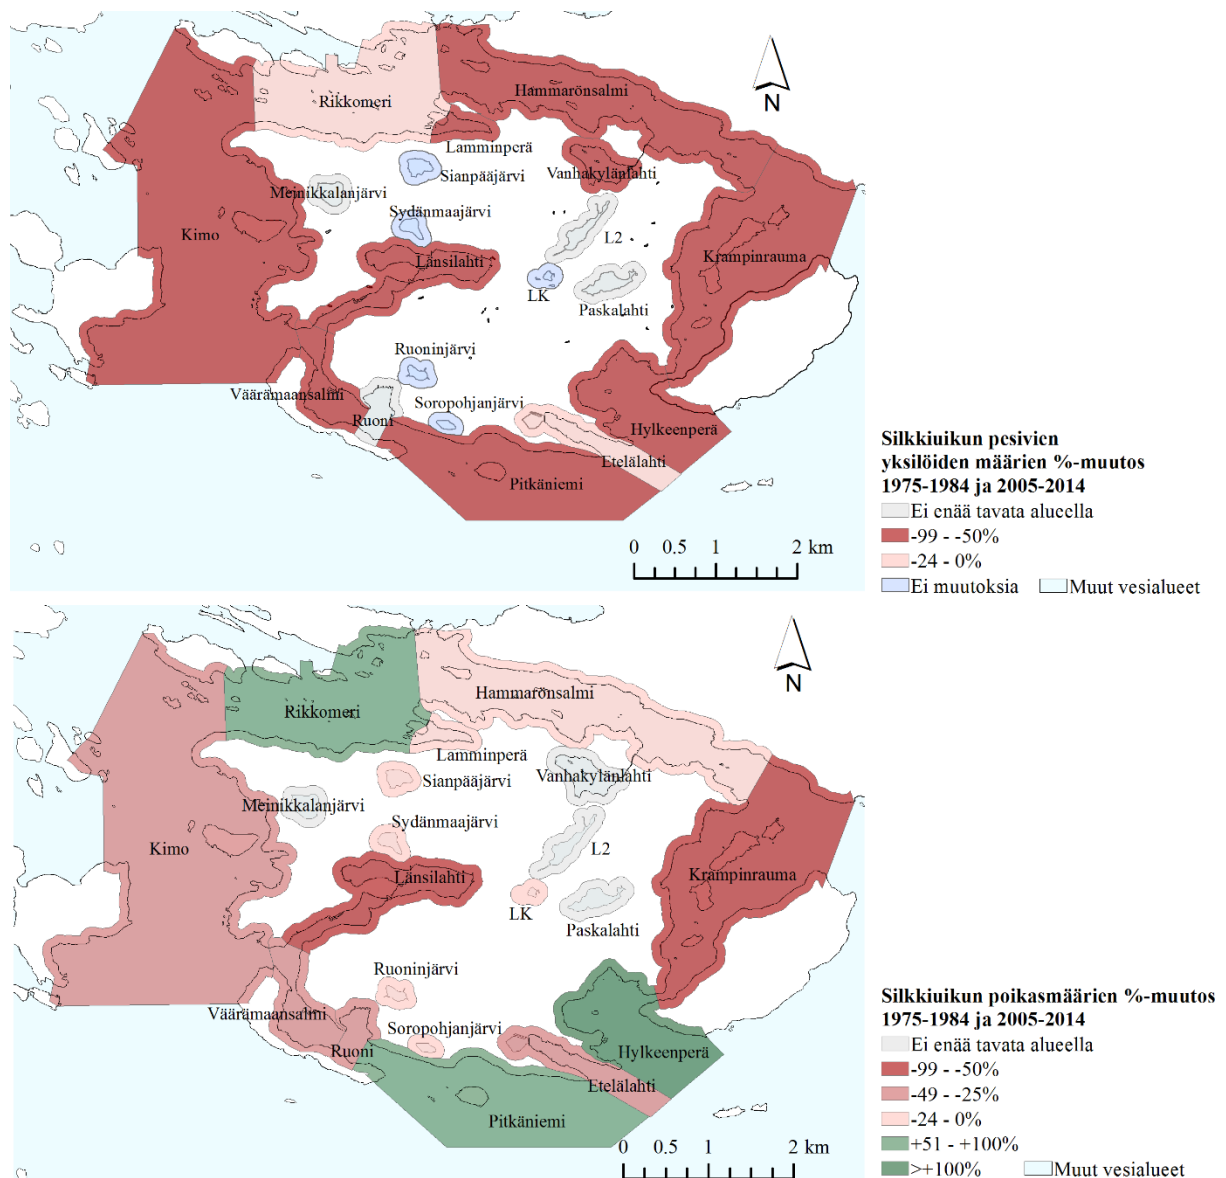 Rikkomeri
Hammarönsalmi
N
Lamminperä
Sianpääjärvi
Vanhakylänlahti
Meinikkalanjärvi
Sydänmaajärvi
Kimo
L2
Länsilahti
Krampinrauma
LK
Paskalahti
Ruoninjärvi
Väärämaansalmi
Soropohjanjärvi
Ruoni
Hylkeenperä
Etelälahti
Pitkäniemi
0 0.5 1 2 km
Silkkiuikun pesivien
yksilöiden määrien %-muutos
1975-1984 ja 2005-2014
Ei enää tavata alueella
-99 - -50%
-24 - 0%
Ei muutoksia Muut vesialueet
Hammarönsalmi
N
Rikkomeri
Lamminperä
Sianpääjärvi
Vanhakylänlahti
Meinikkalanjärvi
Sydänmaajärvi
Kimo
L2
Länsilahti
Krampinrauma
LK
Paskalahti
Ruoninjärvi
Väärämaansalmi
Soropohjanjärvi
Ruoni
Hylkeenperä
Etelälahti
Pitkäniemi
0 0.5 1 2 km
Silkkiuikun poikasmäärien %-muutos
1975-1984 ja 2005-2014
Ei enää tavata alueella
-99 - -50%
-49 - -25%
-24 - 0%
+51 - +100%
>+100% Muut vesialueet